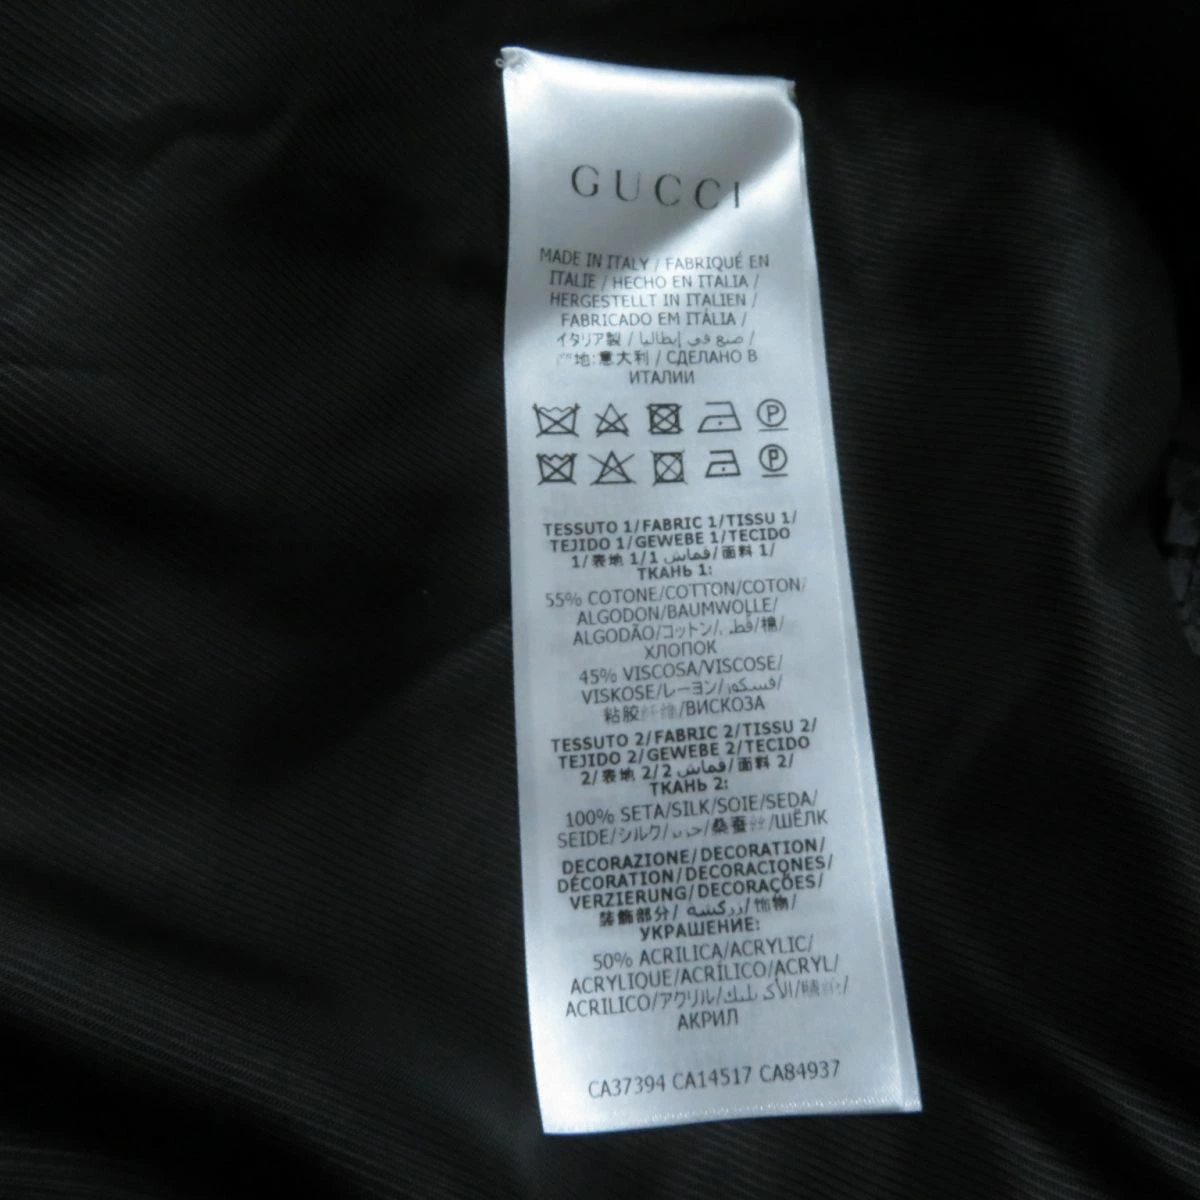 GUCCI
MADE IN ITALY / FABRIQUÉ EN
ITALIE / HECHO EN ITALIA /
HERGESTELLT IN ITALIEN /
FABRICADO EM ITÁLIA /
イタリア製 / صنع في إيطاليا /
地:意大利 / СДЕЛАНО В
ИТАЛИИ
TESSUTO 1/FABRIC 1/TISSU 1/
TEJIDO 1/GEWEBE 1/TECIDO
1/表地 1/1 قماش/面料 1/
ТКАНЬ 1:
55% COTONE/COTTON/COTON/
ALGODON/BAUMWOLLE/
ALGODÃO/コットン/قطن/棉/
ХЛОПОК
45% VISCOSA/VISCOSE/
VISKOSE/レーヨン/فسكوز/
粘胶纤维/ВИСКОЗА
TESSUTO 2/FABRIC 2/TISSU 2/
TEJIDO 2/GEWEBE 2/TECIDO
2/表地 2/2 قماش/面料 2/
ТКАНЬ 2:
100% SETA/SILK/SOIE/SEDA/
SEIDE/シルク/حرير/桑蚕丝/ШЁЛК
DECORAZIONE/DECORATION/
DÉCORATION/DECORACIONES/
VERZIERUNG/DECORAÇÕES/
装飾部分/زركشه/饰物/
УКРАШЕНИЕ:
50% ACRILICA/ACRYLIC/
ACRYLIQUE/ACRÍLICO/ACRYL/
ACRILICO/アクリル/الأكريليك/
АКРИЛ
CA37394 CA14517 CA84937